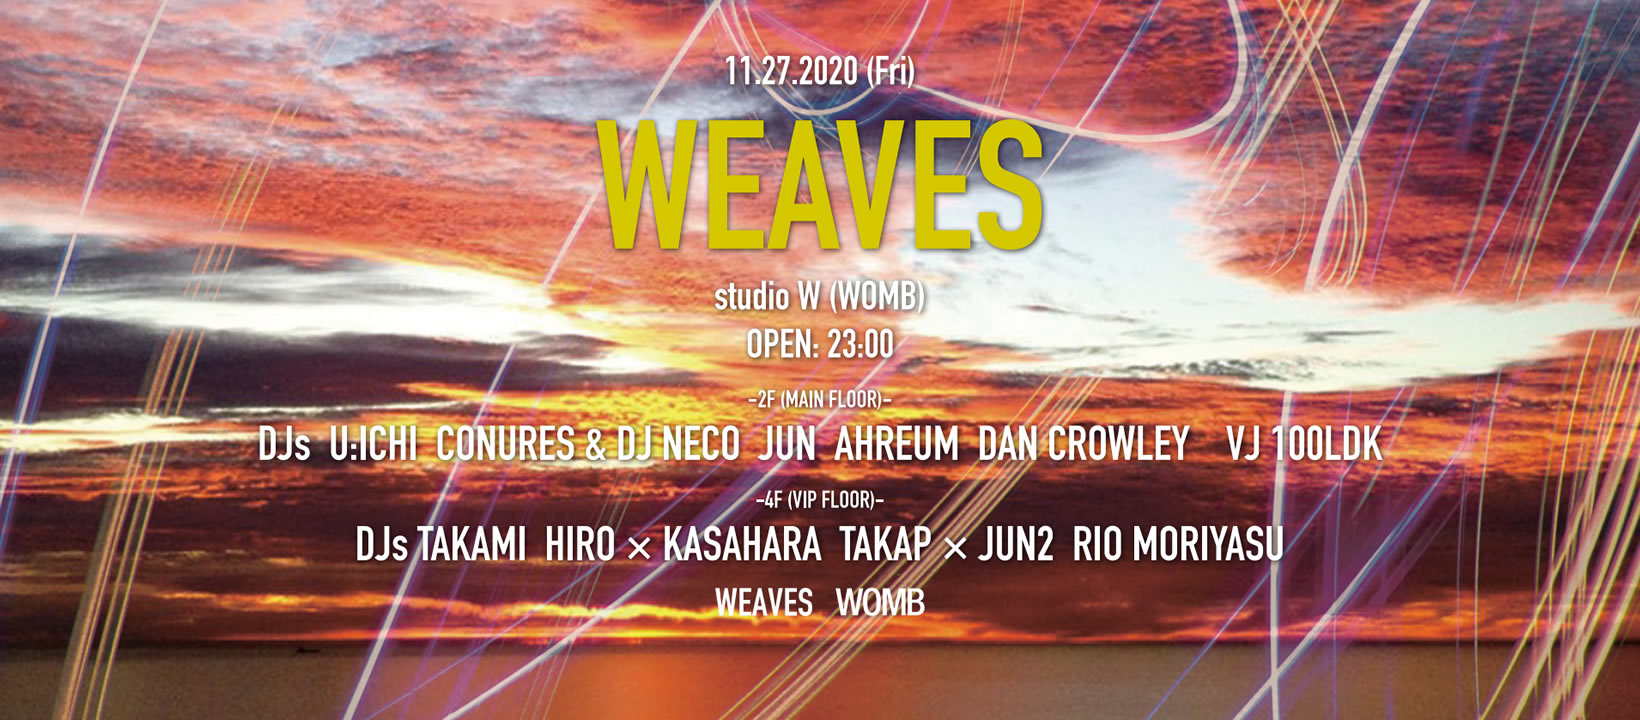 11.27.2020 (Fri)
WEAVES
studio W (WOMB)
OPEN: 23:00
-2F (MAIN FLOOR)-
DJs U:ICHI CONURES & DJ NECO JUN AHREUM DAN CROWLEY VJ 100LDK
-4F (VIP FLOOR)-
DJs TAKAMI HIRO × KASAHARA TAKAP × JUN2 RIO MORIYASU
WEAVES WOMB